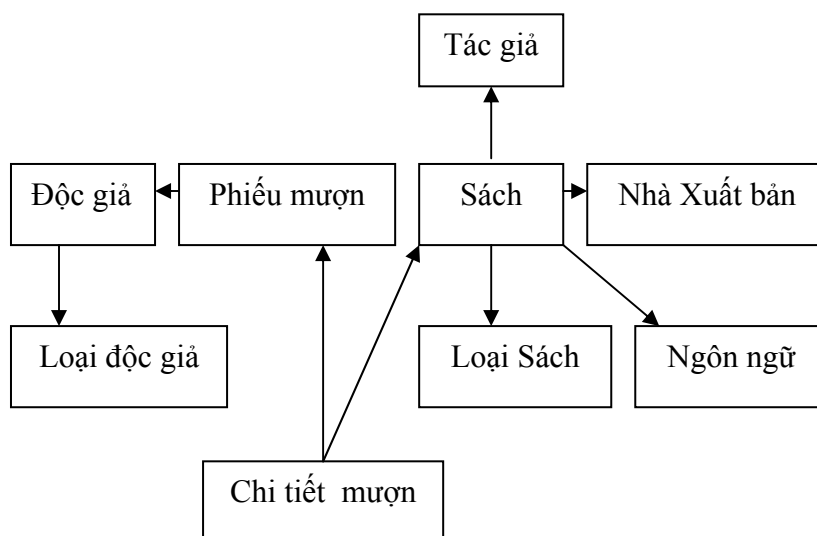 Tác giả
Độc giả
Phiếu mượn
Sách
Nhà Xuất bản
Loại độc giả
Loại Sách
Ngôn ngữ
Chi tiết mượn